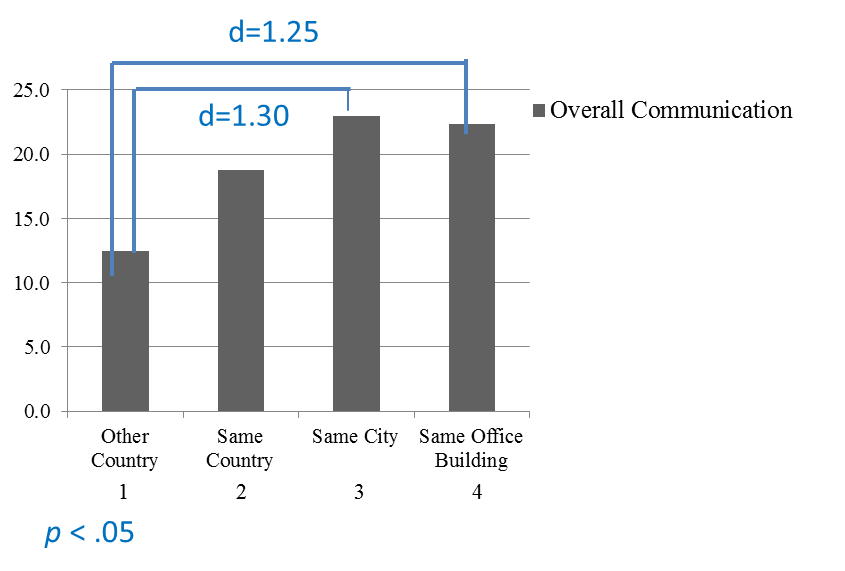 d=1.25
25.0
d=1.30
Overall Communication
20.0
15.0
10.0
5.0
0.0
Other Country
Same Country
Same City
Same Office Building
1
2
3
4
p < .05